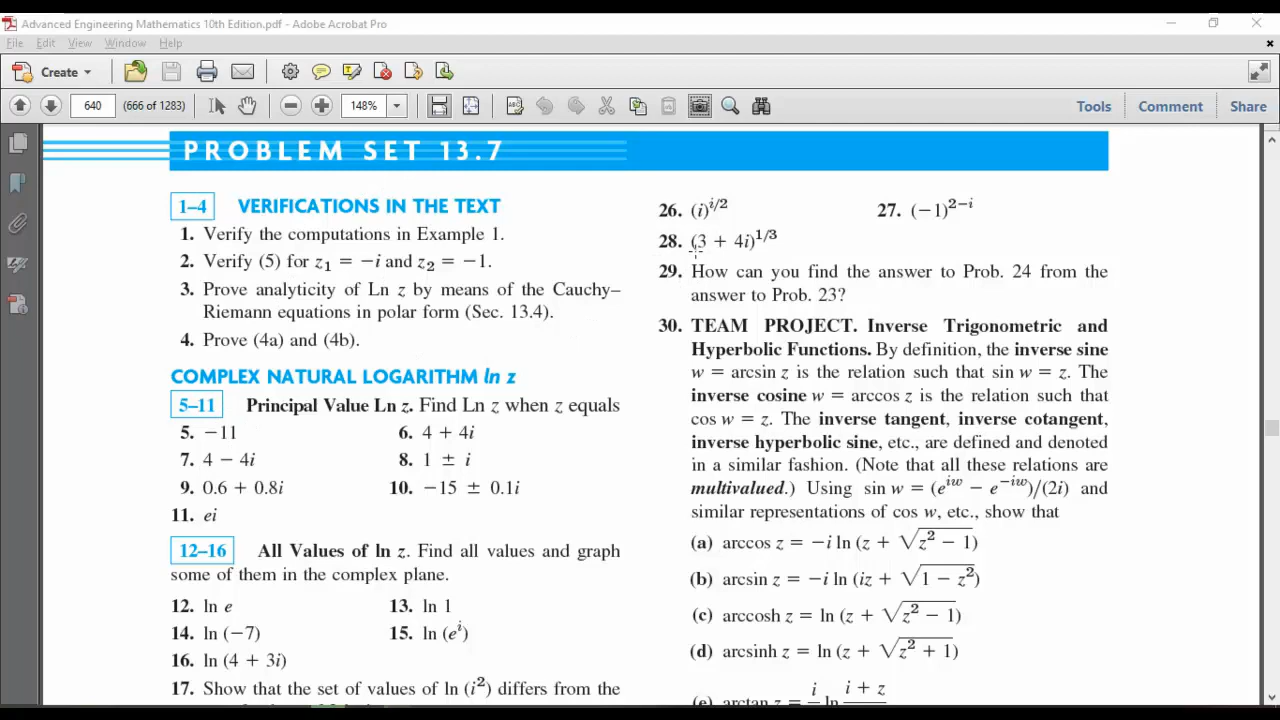 Advanced Engineering Mathematics 10th Edition.pdf - Adobe Acrobat Pro
File Edit View Window Help
Create
640 (666 of 1283) 148% Tools Comment Share
PROBLEM SET 13.7
1–4 VERIFICATIONS IN THE TEXT
1. Verify the computations in Example 1.
2. Verify (5) for z₁ = −i and z₂ = −1.
3. Prove analyticity of Ln z by means of the Cauchy–
Riemann equations in polar form (Sec. 13.4).
4. Prove (4a) and (4b).
COMPLEX NATURAL LOGARITHM ln z
5–11 Principal Value Ln z. Find Ln z when z equals
5. −11 6. 4 + 4i
7. 4 − 4i 8. 1 ± i
9. 0.6 + 0.8i 10. −15 ± 0.1i
11. ei
12–16 All Values of ln z. Find all values and graph
some of them in the complex plane.
12. ln e 13. ln 1
14. ln (−7) 15. ln (e^i)
16. ln (4 + 3i)
17. Show that the set of values of ln (i²) differs from the
26. (i)^{i/2} 27. (−1)^{2−i}
28. (3 + 4i)^{1/3}
29. How can you find the answer to Prob. 24 from the
answer to Prob. 23?
30. TEAM PROJECT. Inverse Trigonometric and
Hyperbolic Functions. By definition, the inverse sine
w = arcsin z is the relation such that sin w = z. The
inverse cosine w = arccos z is the relation such that
cos w = z. The inverse tangent, inverse cotangent,
inverse hyperbolic sine, etc., are defined and denoted
in a similar fashion. (Note that all these relations are
multivalued.) Using sin w = (e^{iw} − e^{−iw})/(2i) and
similar representations of cos w, etc., show that
(a) arccos z = −i ln (z + √(z² − 1))
(b) arcsin z = −i ln (iz + √(1 − z²))
(c) arccosh z = ln (z + √(z² − 1))
(d) arcsinh z = ln (z + √(z² + 1))
(e) arctan z = i/ ln i + z